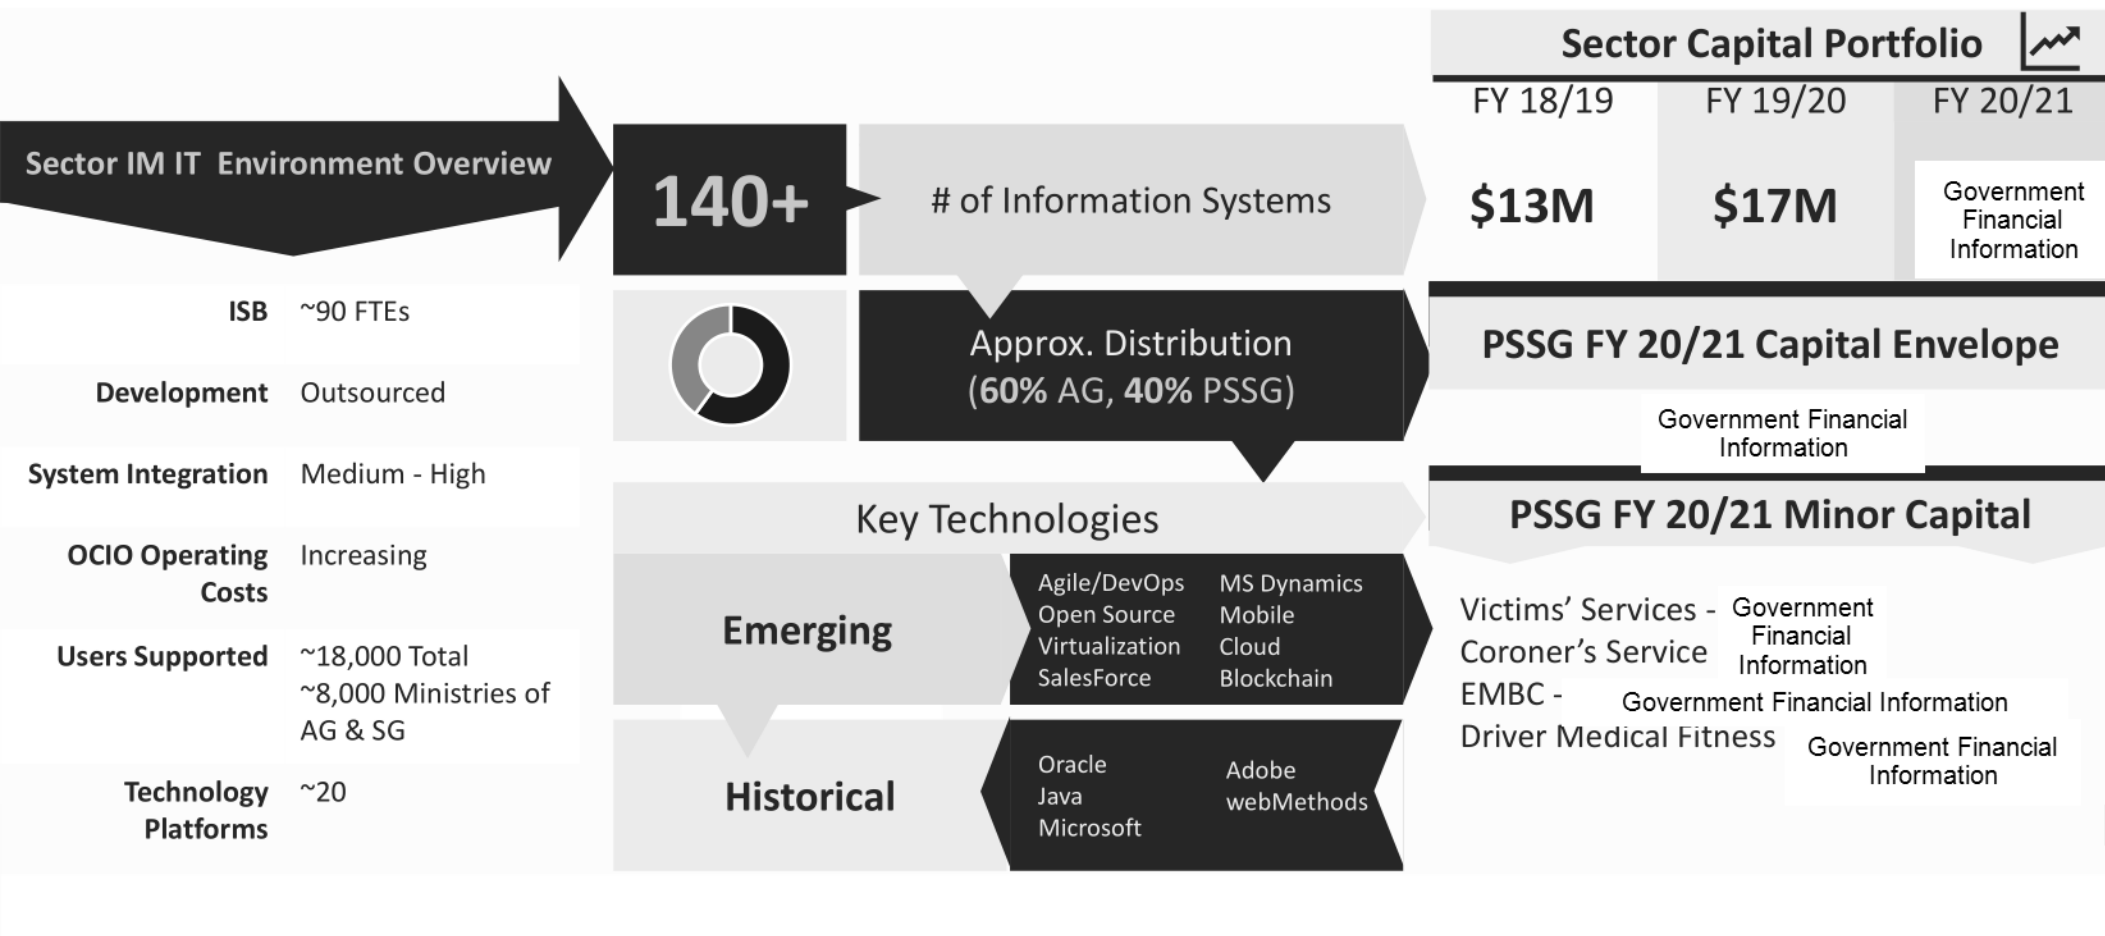 Sector IM IT Environment Overview
ISB ~90 FTEs
Development Outsourced
System Integration Medium - High
OCIO Operating Increasing
Costs
Users Supported ~18,000 Total
~8,000 Ministries of
AG & SG
Technology ~20
Platforms
140+
# of Information Systems
Approx. Distribution
(60% AG, 40% PSSG)
Key Technologies
Emerging
Agile/DevOps MS Dynamics
Open Source Mobile
Virtualization Cloud
SalesForce Blockchain
Historical
Oracle Adobe
Java webMethods
Microsoft
Sector Capital Portfolio
FY 18/19 FY 19/20 FY 20/21
$13M $17M Government
Financial
Information
PSSG FY 20/21 Capital Envelope
Government Financial
Information
PSSG FY 20/21 Minor Capital
Victims’ Services - Government
Financial
Coroner’s Service Information
EMBC - Government Financial Information
Driver Medical Fitness Government Financial
Information